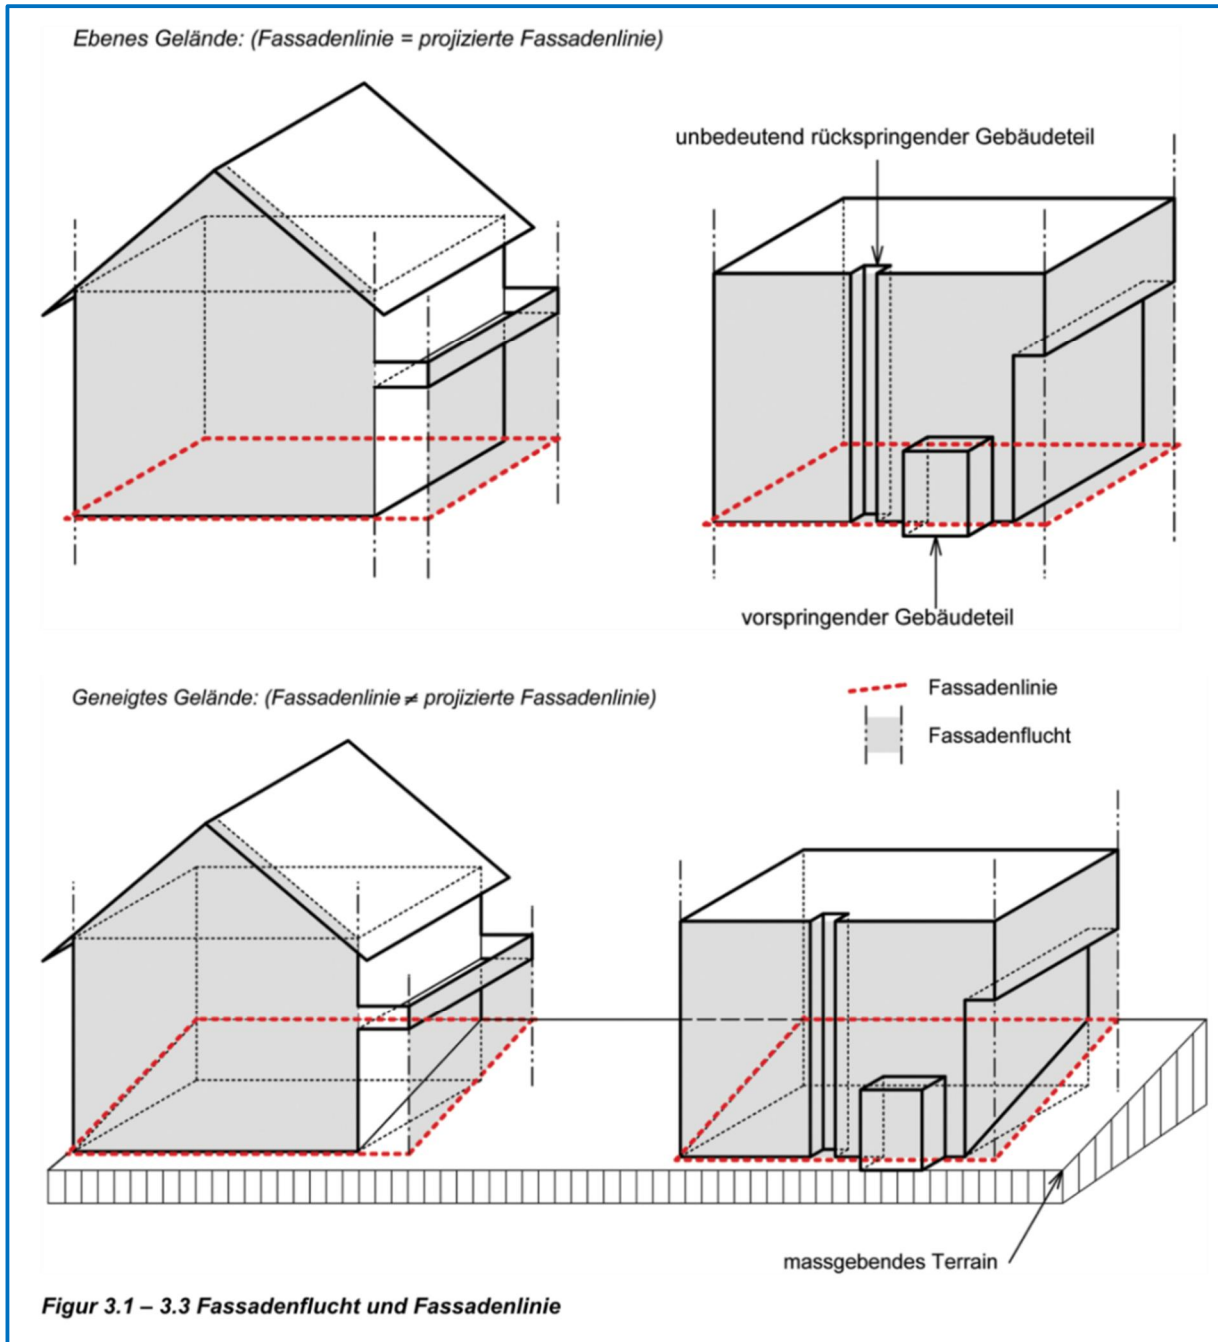 Ebenes Gelände: (Fassadenlinie = projizierte Fassadenlinie)
unbedeutend rückspringender Gebäudeteil
vorspringender Gebäudeteil
Geneigtes Gelände: (Fassadenlinie ≠ projizierte Fassadenlinie)
Fassadenlinie
Fassadenflucht
massgebendes Terrain
Figur 3.1 – 3.3 Fassadenflucht und Fassadenlinie